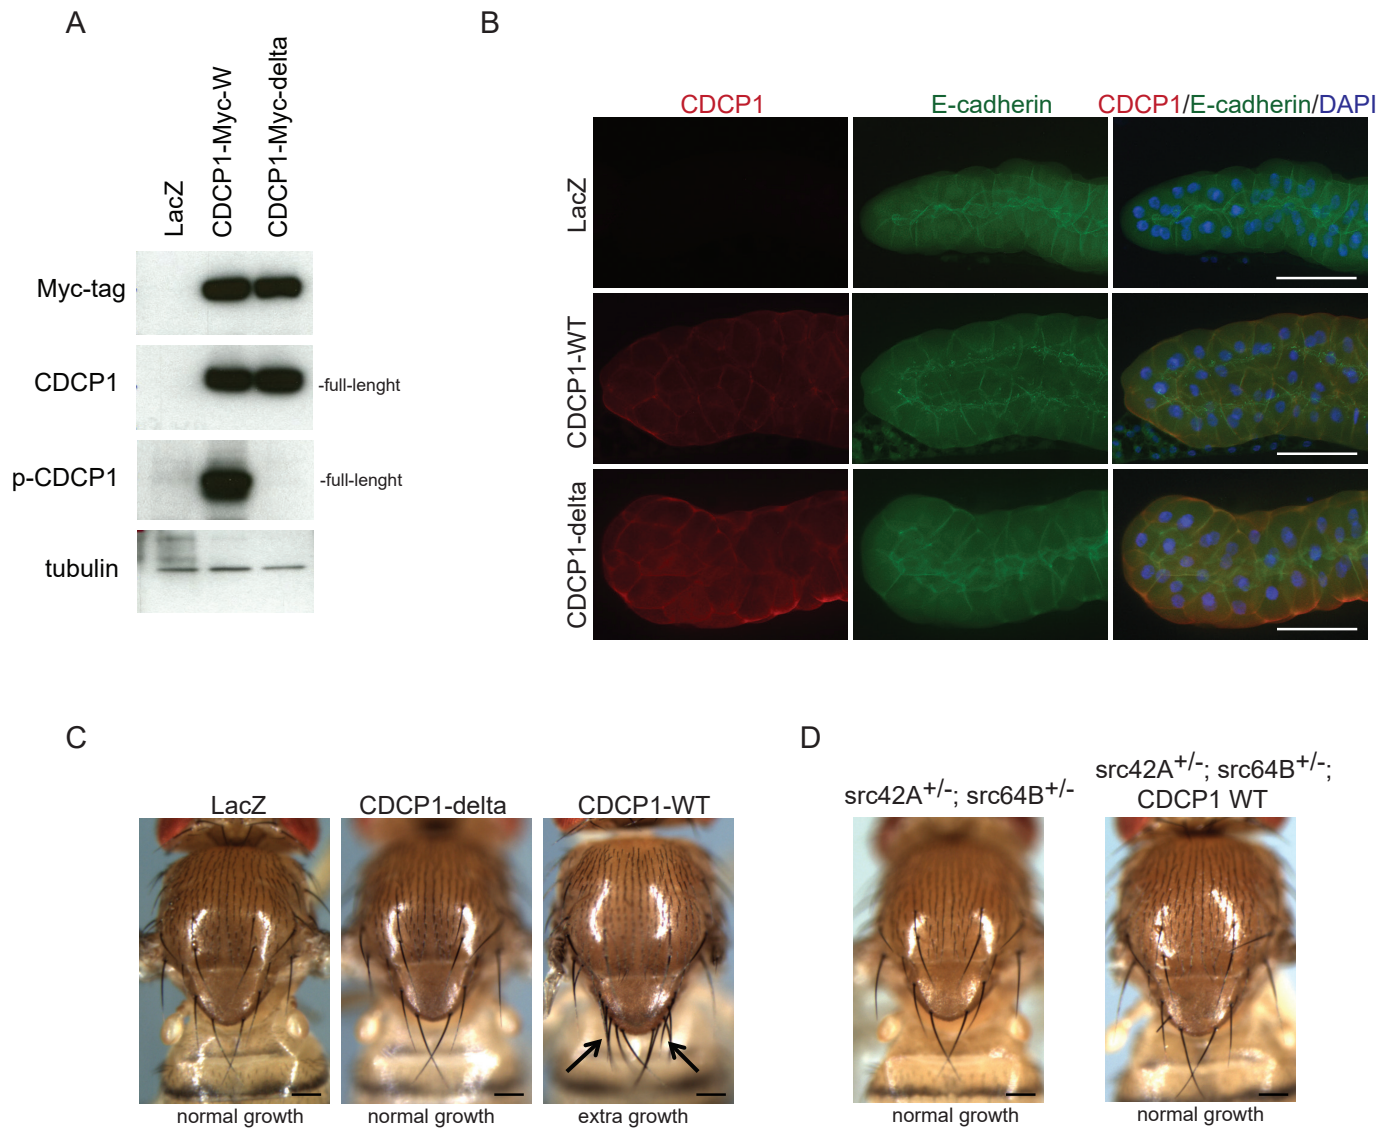 A
LacZ
CDCP1-Myc-W
CDCP1-Myc-delta
Myc-tag
CDCP1
-full-lenght
p-CDCP1
-full-lenght
tubulin
B
CDCP1
E-cadherin
CDCP1/E-cadherin/DAPI
LacZ
CDCP1-WT
CDCP1-delta
C
LacZ
CDCP1-delta
CDCP1-WT
normal growth
normal growth
extra growth
D
src42A+/-; src64B+/-
src42A+/-; src64B+/-;
CDCP1 WT
normal growth
normal growth